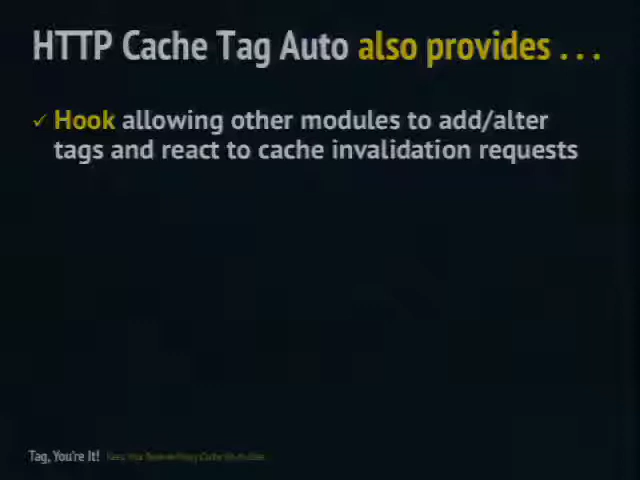 HTTP Cache Tag Auto also provides . . .
✓ Hook allowing other modules to add/alter
tags and react to cache invalidation requests
Tag, You're It!